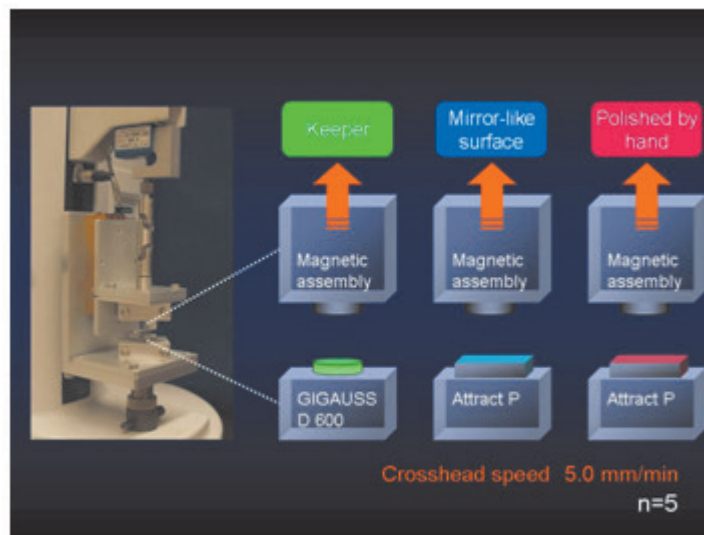 Keeper
Mirror-like
surface
Polished by
hand
Magnetic
assembly
Magnetic
assembly
Magnetic
assembly
GIGAUSS
D 600
Attract P
Attract P
Crosshead speed 5.0 mm/min
n=5